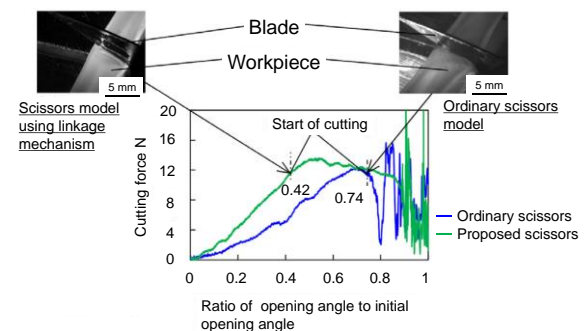 Blade
Workpiece
5 mm
5 mm
Scissors model
using linkage
mechanism
Ordinary scissors
model
Start of cutting
0.42
0.74
Cutting force N
20
16
12
8
4
0
0
0.2
0.4
0.6
0.8
1
Ordinary scissors
Proposed scissors
Ratio of opening angle to initial
opening angle